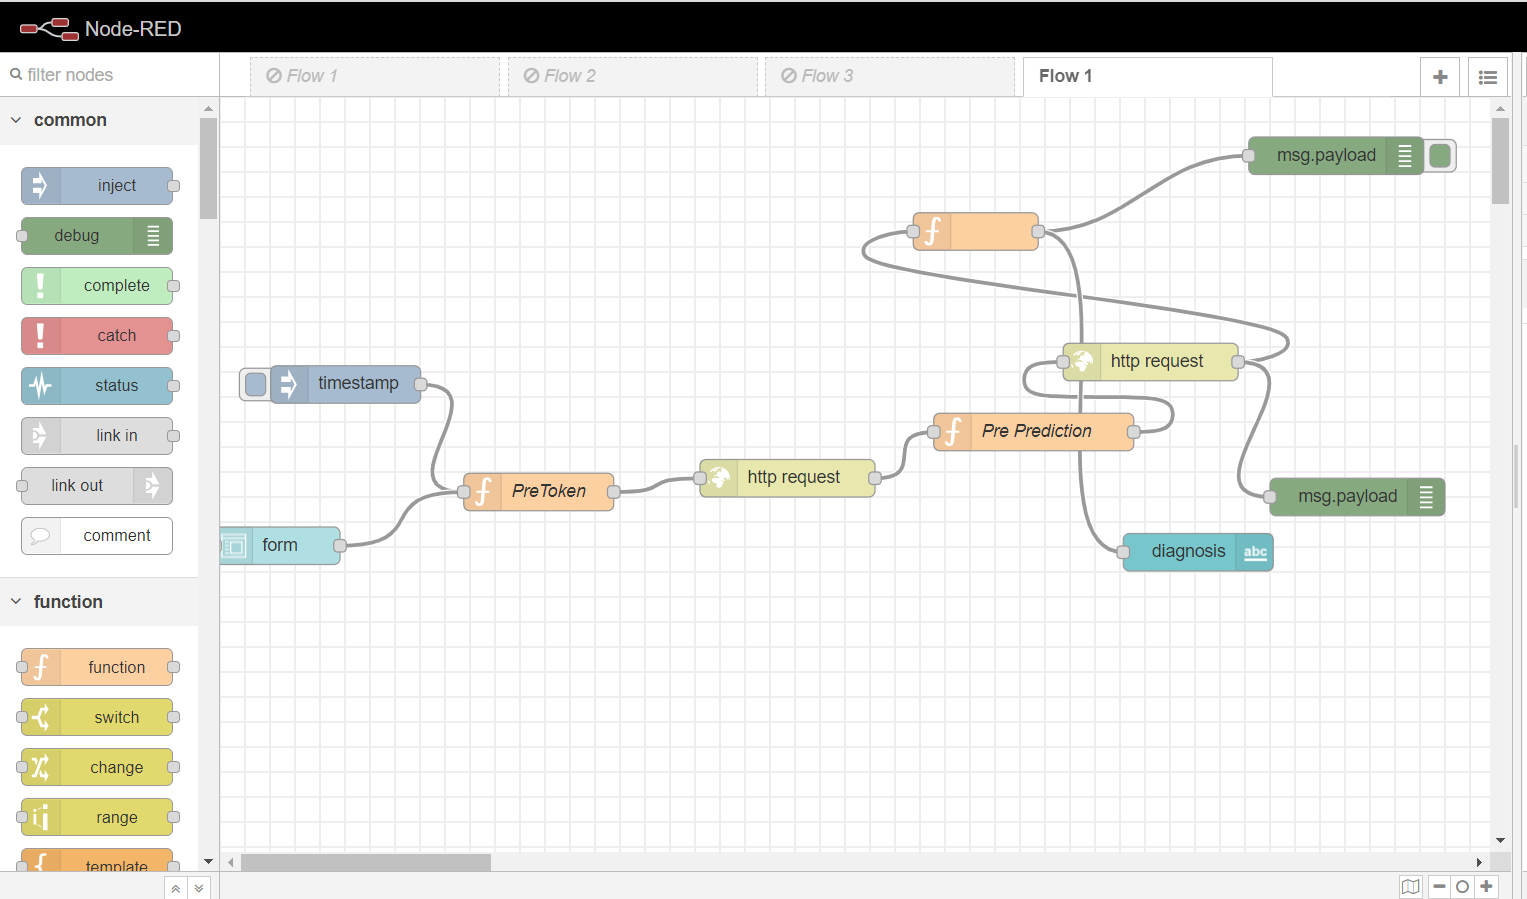 Node-RED
filter nodes
Flow 1
Flow 2
Flow 3
Flow 1
common
inject
debug
complete
catch
status
link in
link out
comment
function
function
switch
change
range
template
msg.payload
http request
timestamp
Pre Prediction
http request
PreToken
msg.payload
form
diagnosis
abc